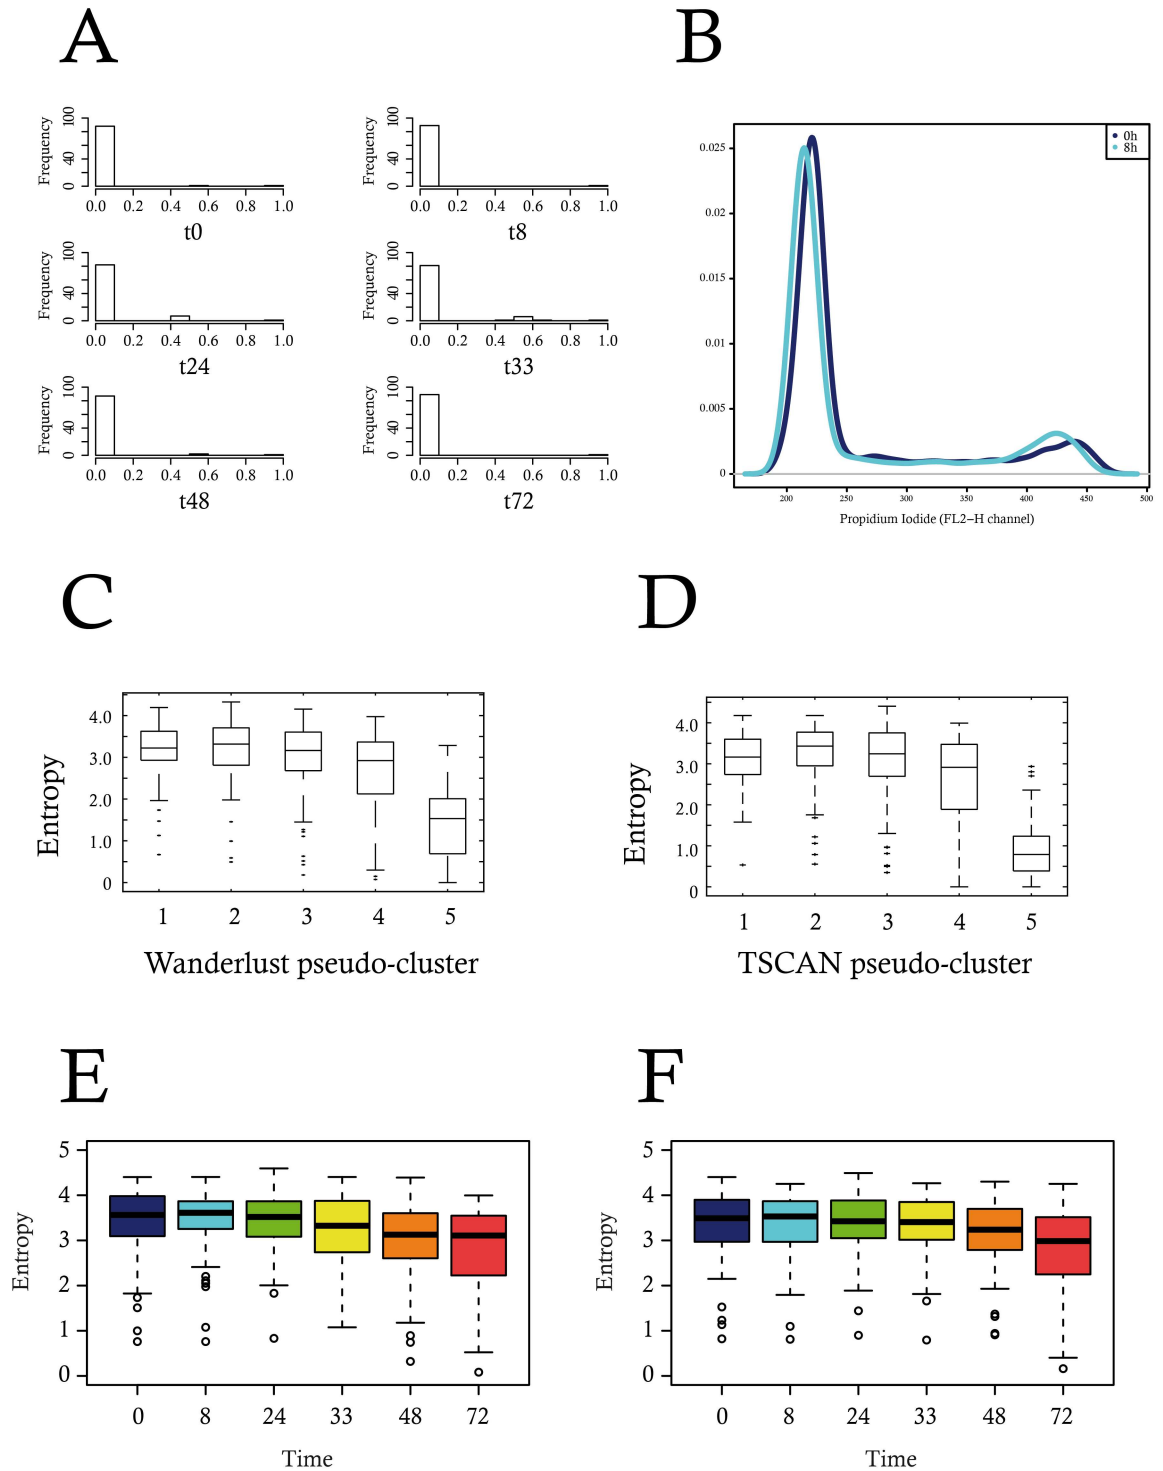 A
B
Frequency
0 40 100
0.0 0.2 0.4 0.6 0.8 1.0
t0
Frequency
0 40 100
0.0 0.2 0.4 0.6 0.8 1.0
t8
Frequency
0 40 100
0.0 0.2 0.4 0.6 0.8 1.0
t24
Frequency
0 40 100
0.0 0.2 0.4 0.6 0.8 1.0
t33
Frequency
0 40 100
0.0 0.2 0.4 0.6 0.8 1.0
t48
Frequency
0 40 100
0.0 0.2 0.4 0.6 0.8 1.0
t72
0h
8h
0.025
0.02
0.015
0.01
0.005
0
200 250 300 350 400 450 500
Propidium Iodide (FL2–H channel)
C
Entropy
4.0
3.0
2.0
1.0
0
1 2 3 4 5
Wanderlust pseudo-cluster
D
Entropy
4.0
3.0
2.0
1.0
0
1 2 3 4 5
TSCAN pseudo-cluster
E
Entropy
5
4
3
2
1
0
0 8 24 33 48 72
Time
F
Entropy
5
4
3
2
1
0
0 8 24 33 48 72
Time